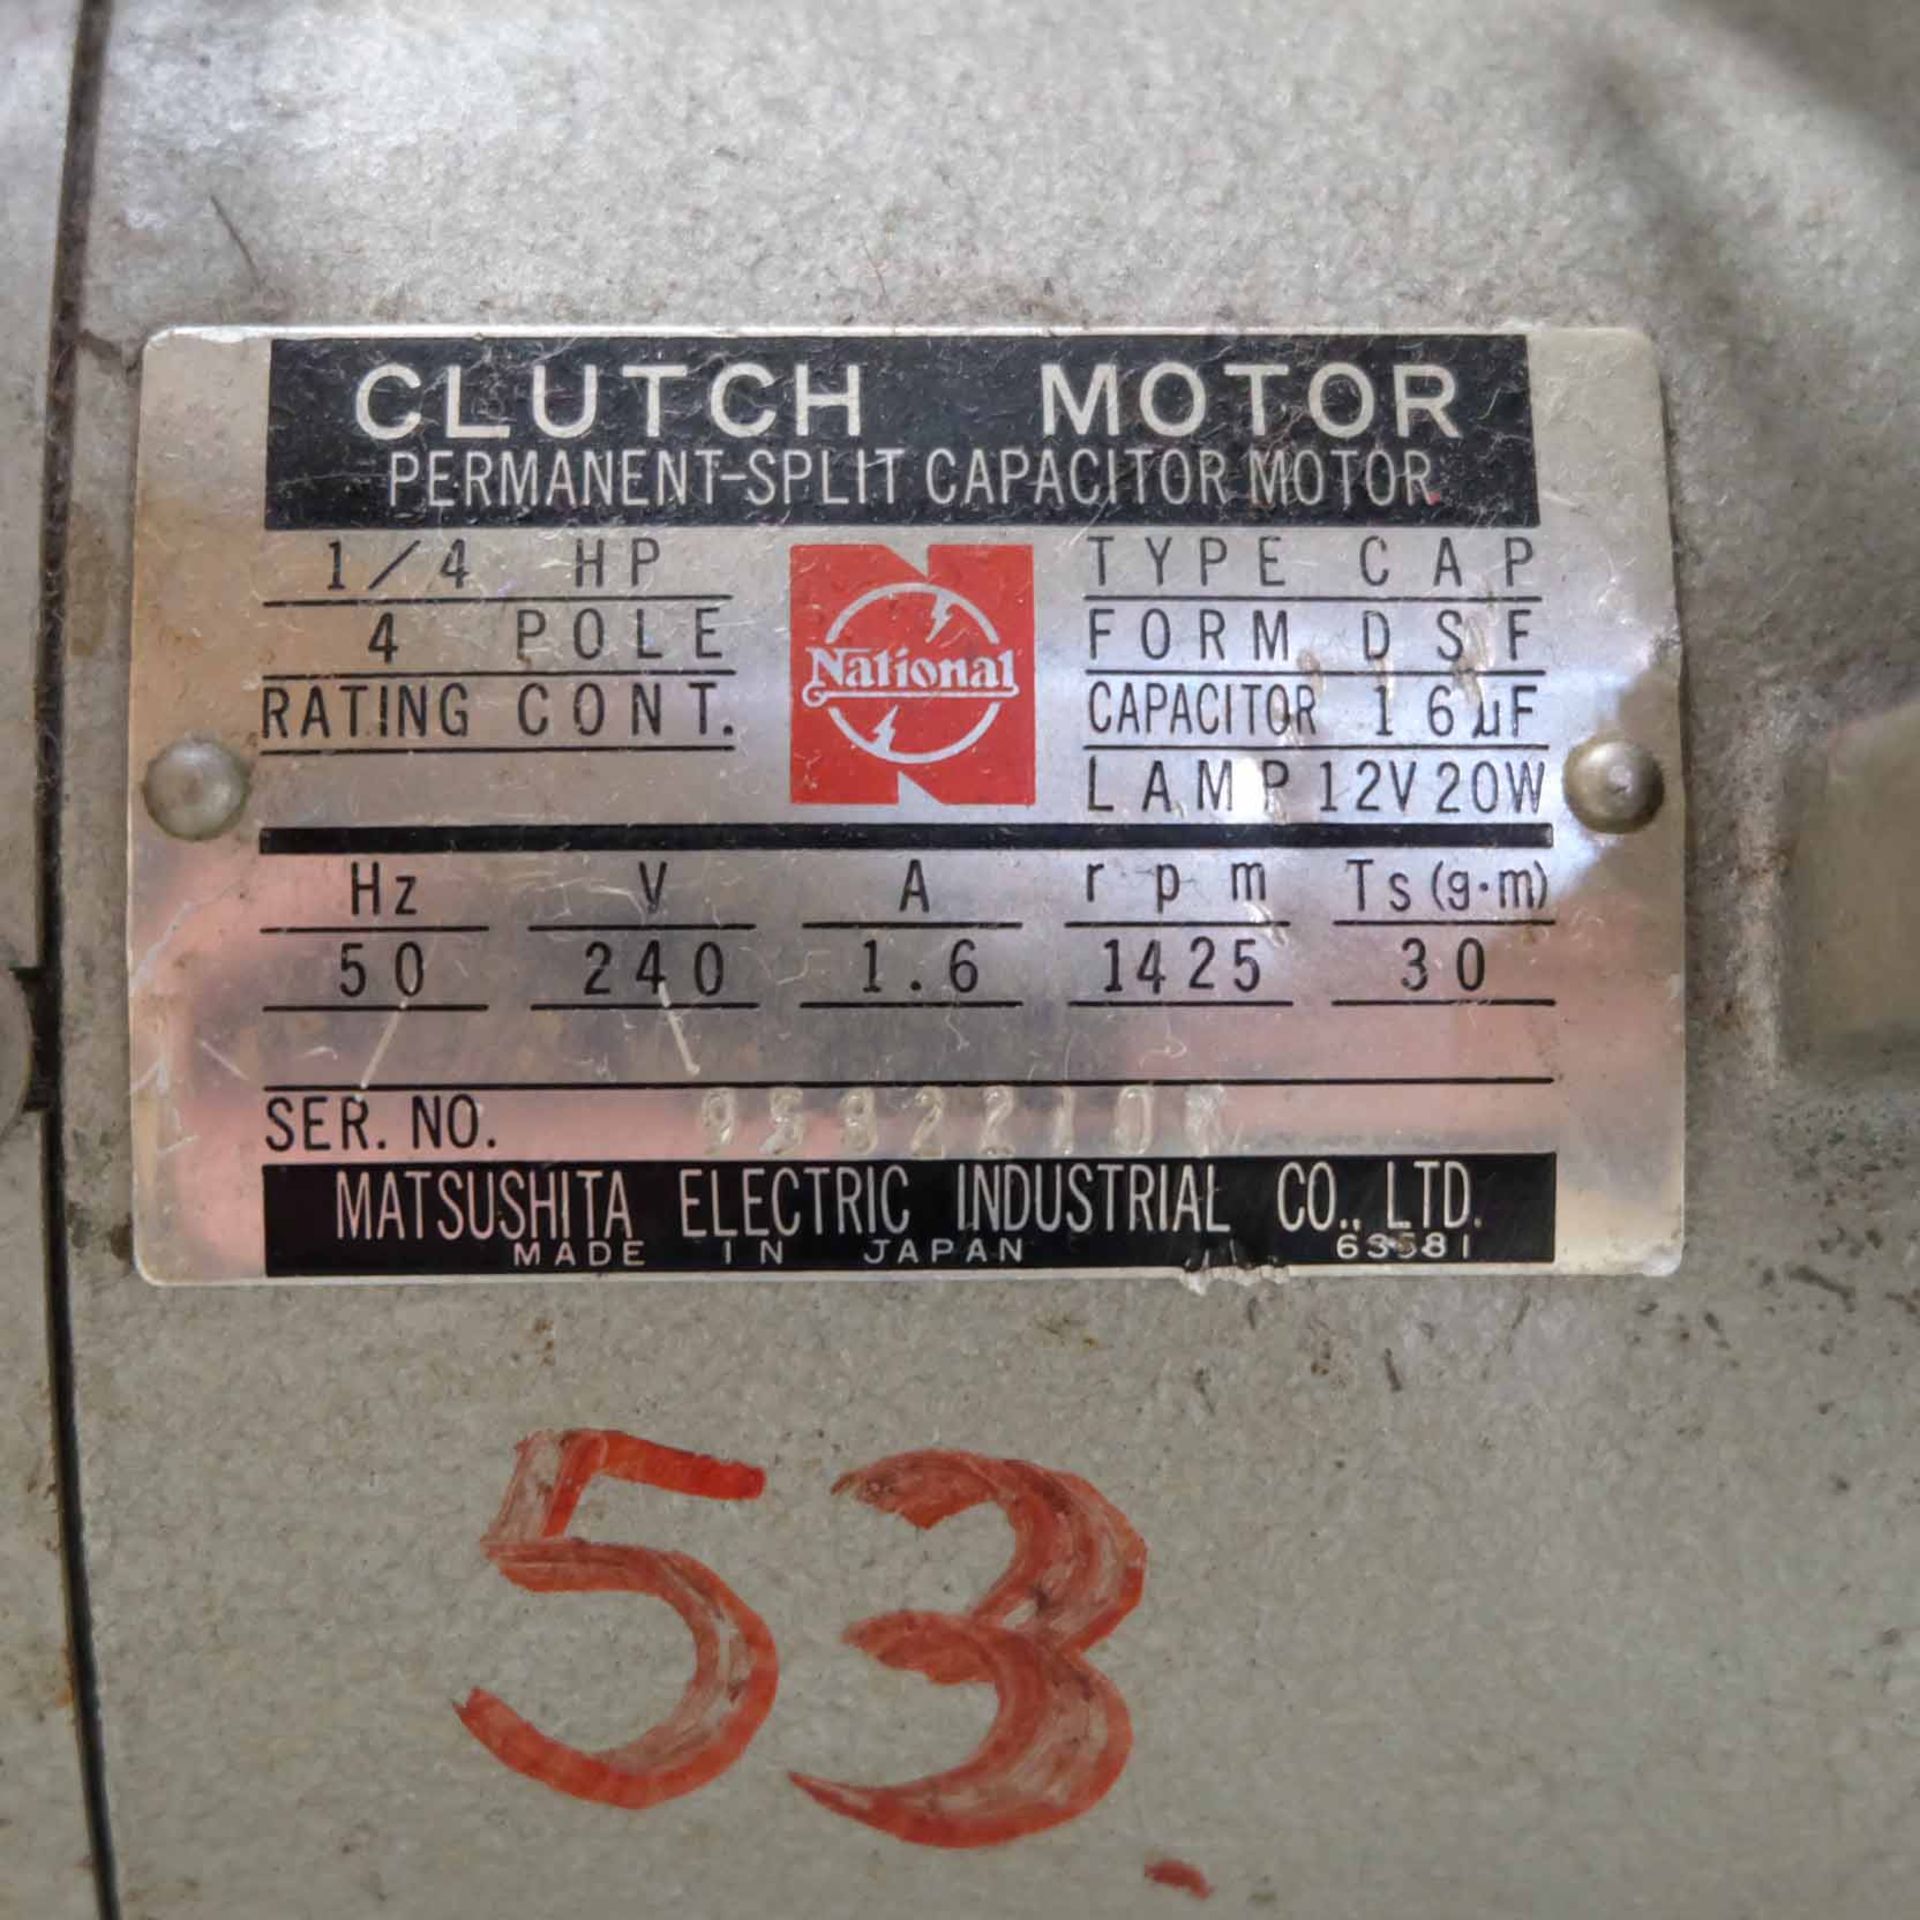 CLUTCH MOTOR
PERMANENT-SPLIT CAPACITOR MOTOR
1/4 HP
4 POLE
RATING CONT.
National
TYPE CAP
FORM DSF
CAPACITOR 16µF
LAMP 12V20W
Hz V A rpm Ts(g·m)
50 240 1.6 1425 30
SER. NO.
MATSUSHITA ELECTRIC INDUSTRIAL CO., LTD.
MADE IN JAPAN
53